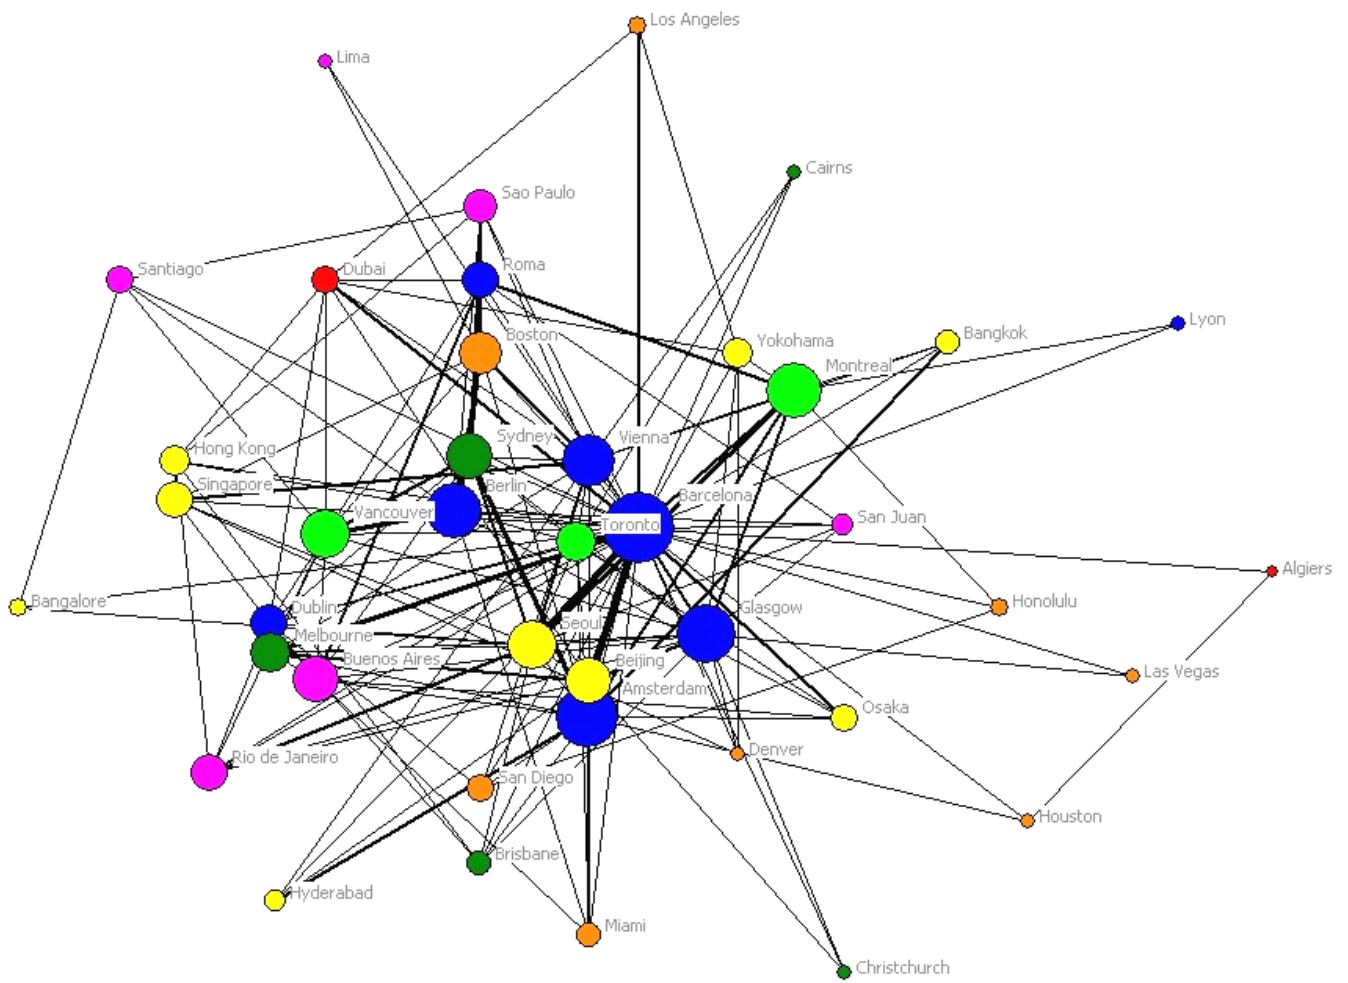 Los Angeles
Lima
Cairns
Sao Paulo
Roma
Santiago
Dubai
Lyon
Boston
Yokohama
Bangkok
Montreal
Sydney
Vienna
Hong Kong
Singapore
Berlin
Barcelona
Vancouver
Toronto
San Juan
Algiers
Bangalore
Dublin
Glasgow
Honolulu
Melbourne
Seoul
Buenos Aires
Beijing
Las Vegas
Amsterdam
Osaka
Rio de Janeiro
Denver
San Diego
Houston
Brisbane
Hyderabad
Miami
Christchurch